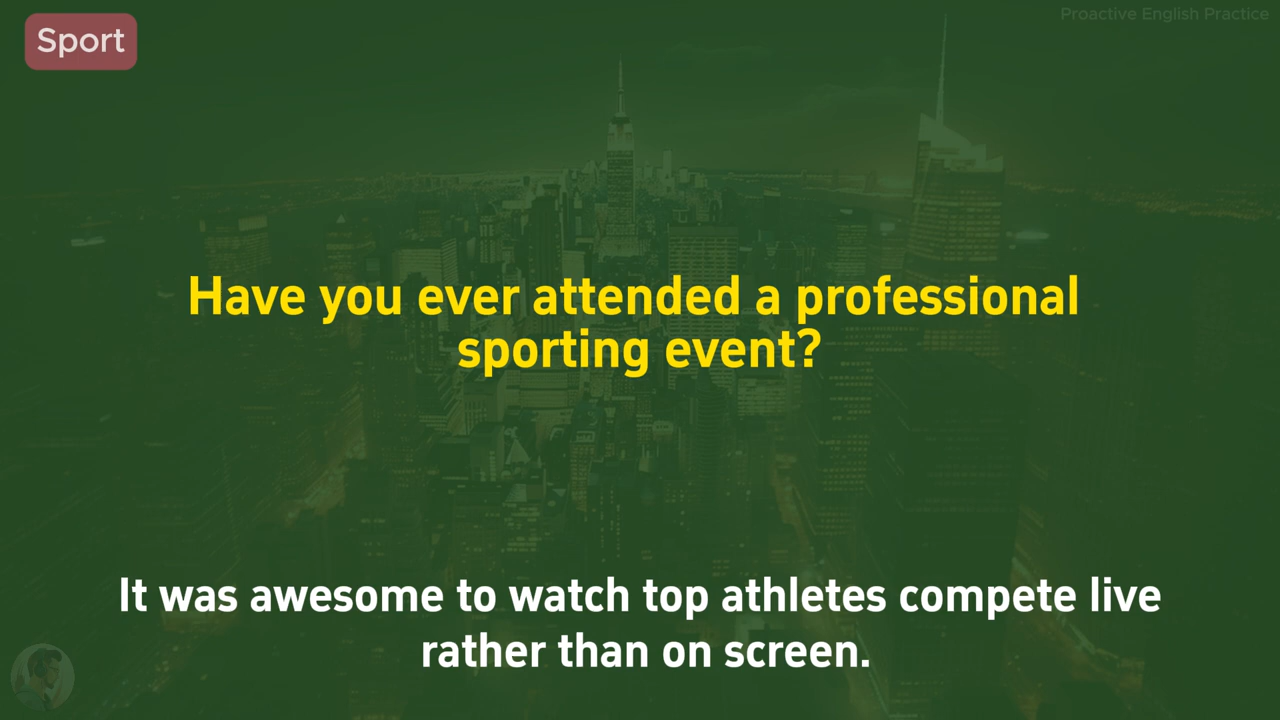 Sport
Proactive English Practice
Have you ever attended a professional
sporting event?
It was awesome to watch top athletes compete live
rather than on screen.